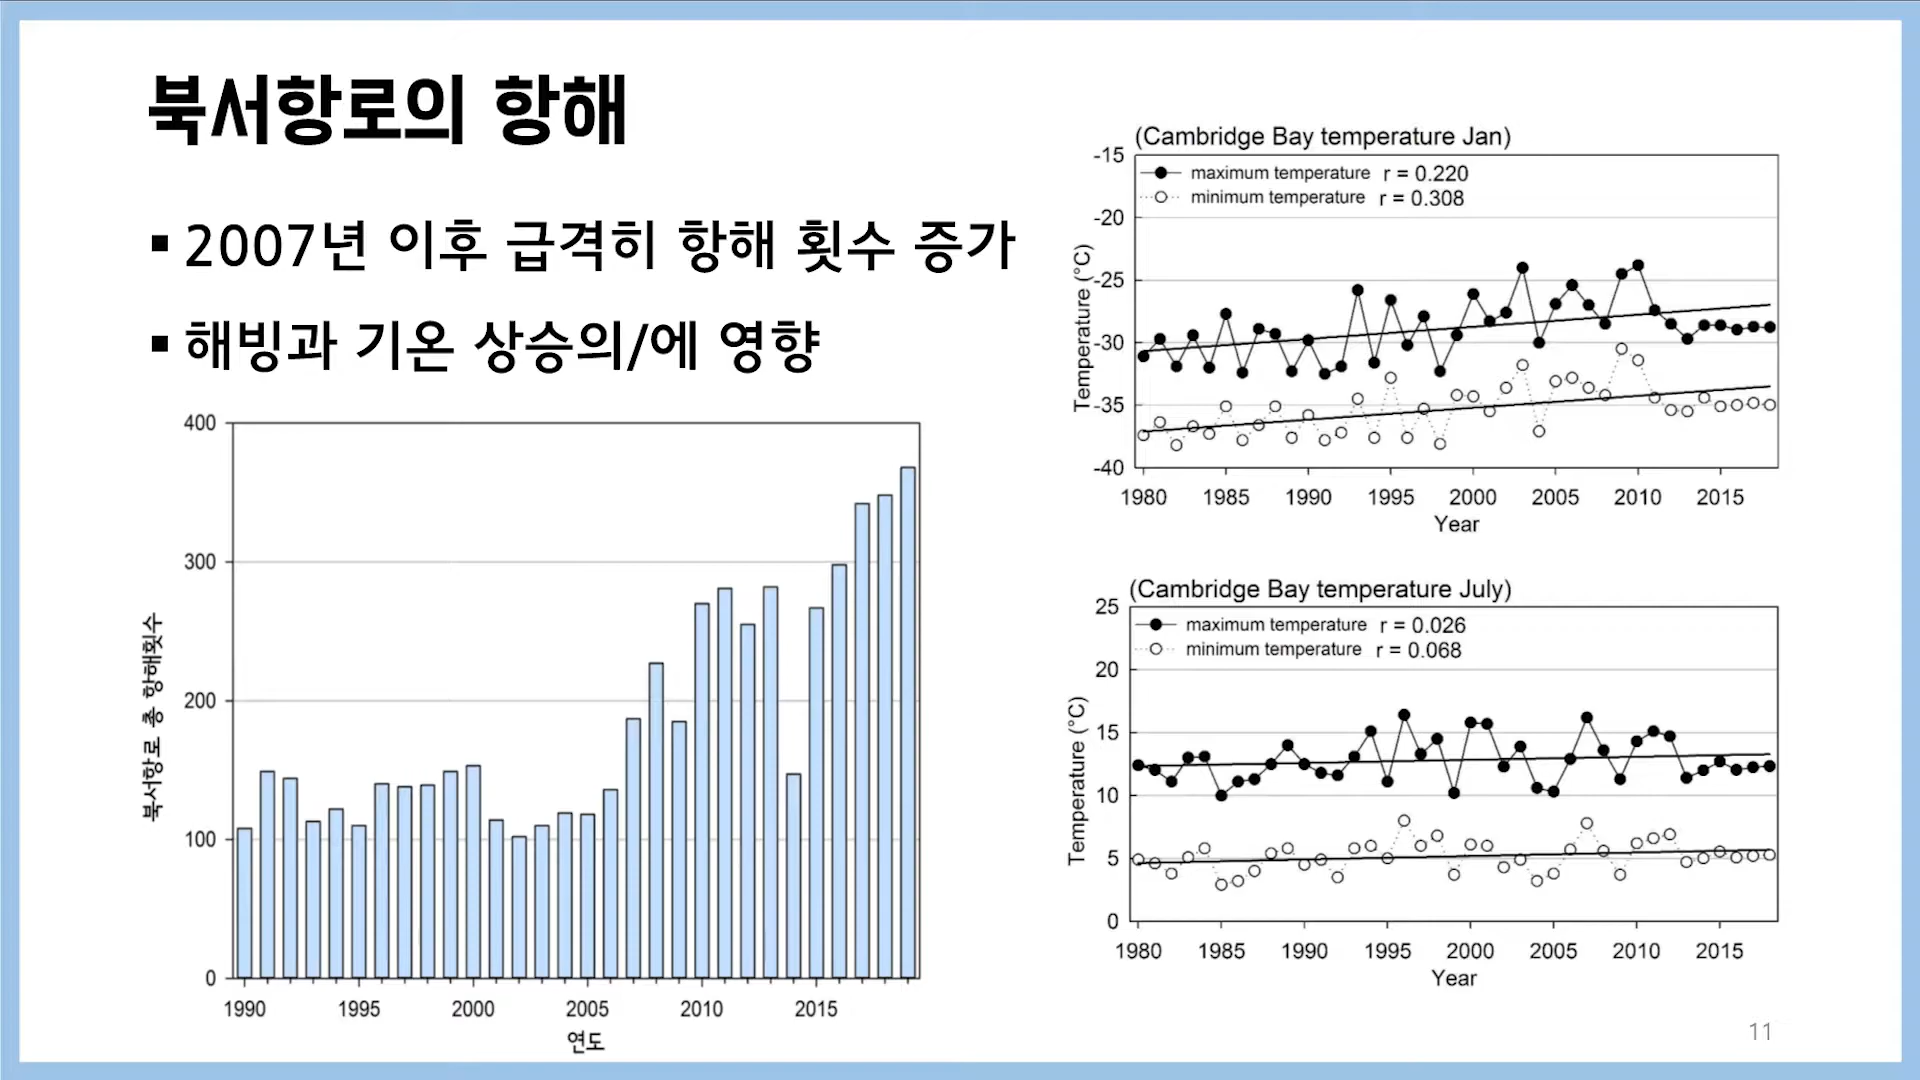 북서항로의 항해
▪ 2007년 이후 급격히 항해 횟수 증가
▪ 해빙과 기온 상승의/에 영향
400
300
200
100
0
북서항로 총 항해횟수
1990 1995 2000 2005 2010 2015
연도
(Cambridge Bay temperature Jan)
maximum temperature r = 0.220
minimum temperature r = 0.308
-15
-20
-25
-30
-35
-40
Temperature (°C)
1980 1985 1990 1995 2000 2005 2010 2015
Year
(Cambridge Bay temperature July)
maximum temperature r = 0.026
minimum temperature r = 0.068
25
20
15
10
5
0
Temperature (°C)
1980 1985 1990 1995 2000 2005 2010 2015
Year
11